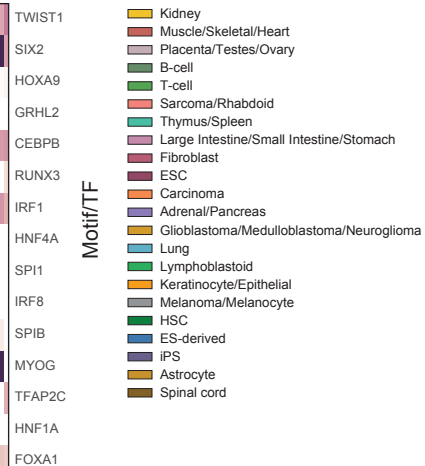 TWIST1
SIX2
HOXA9
GRHL2
CEBPB
RUNX3
IRF1
HNF4A
SPI1
IRF8
SPIB
MYOG
TFAP2C
HNF1A
FOXA1
Motif/TF
Kidney
Muscle/Skeletal/Heart
Placenta/Testes/Ovary
B-cell
T-cell
Sarcoma/Rhabdoid
Thymus/Spleen
Large Intestine/Small Intestine/Stomach
Fibroblast
ESC
Carcinoma
Adrenal/Pancreas
Glioblastoma/Medulloblastoma/Neuroglioma
Lung
Lymphoblastoid
Keratinocyte/Epithelial
Melanoma/Melanocyte
HSC
ES-derived
iPS
Astrocyte
Spinal cord